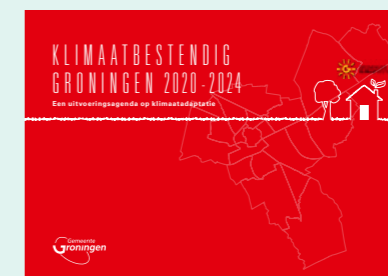 KLIMAATBESTENDIG
GRONINGEN 2020-2024
Een uitvoeringsagenda op klimaatadaptatie
Gemeente
Groningen